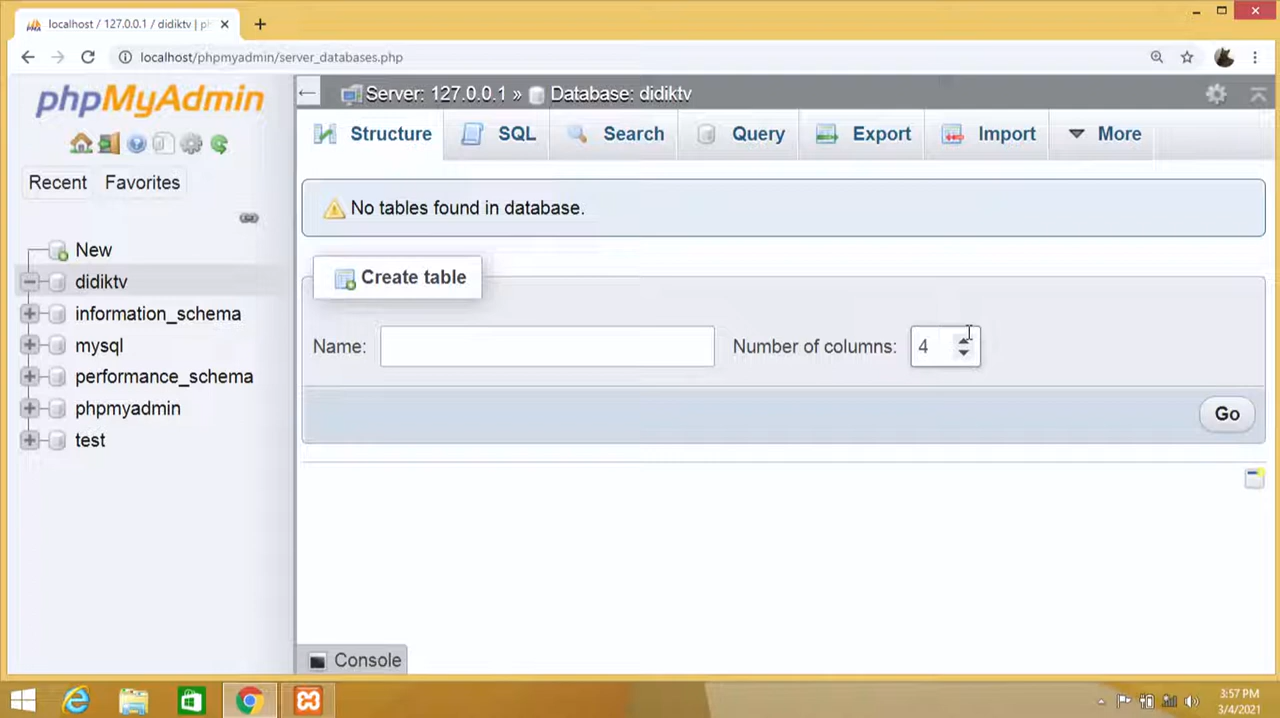 localhost / 127.0.0.1 / didiktv | ph
localhost/phpmyadmin/server_databases.php
phpMyAdmin
Recent Favorites
New
didiktv
information_schema
mysql
performance_schema
phpmyadmin
test
Server: 127.0.0.1 » Database: didiktv
Structure SQL Search Query Export Import More
No tables found in database.
Create table
Name: Number of columns: 4
Go
Console
3:57 PM
3/4/2021